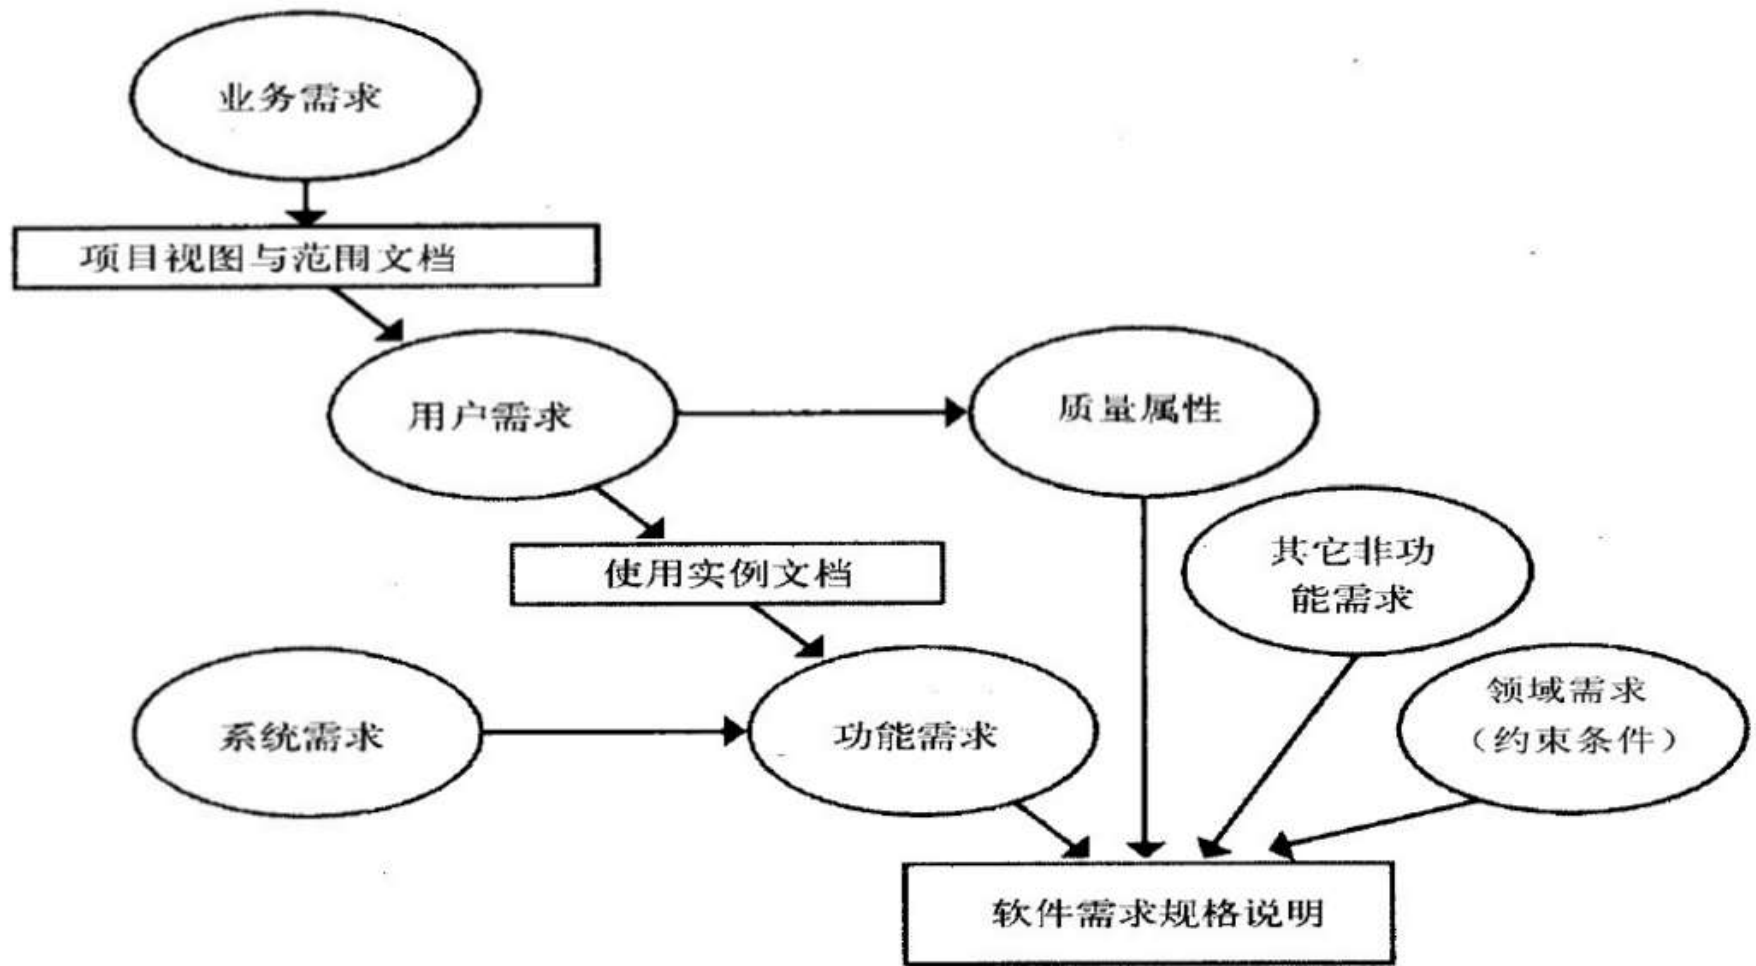 业务需求
项目视图与范围文档
用户需求
质量属性
使用实例文档
其它非功
能需求
系统需求
功能需求
领域需求
（约束条件）
软件需求规格说明